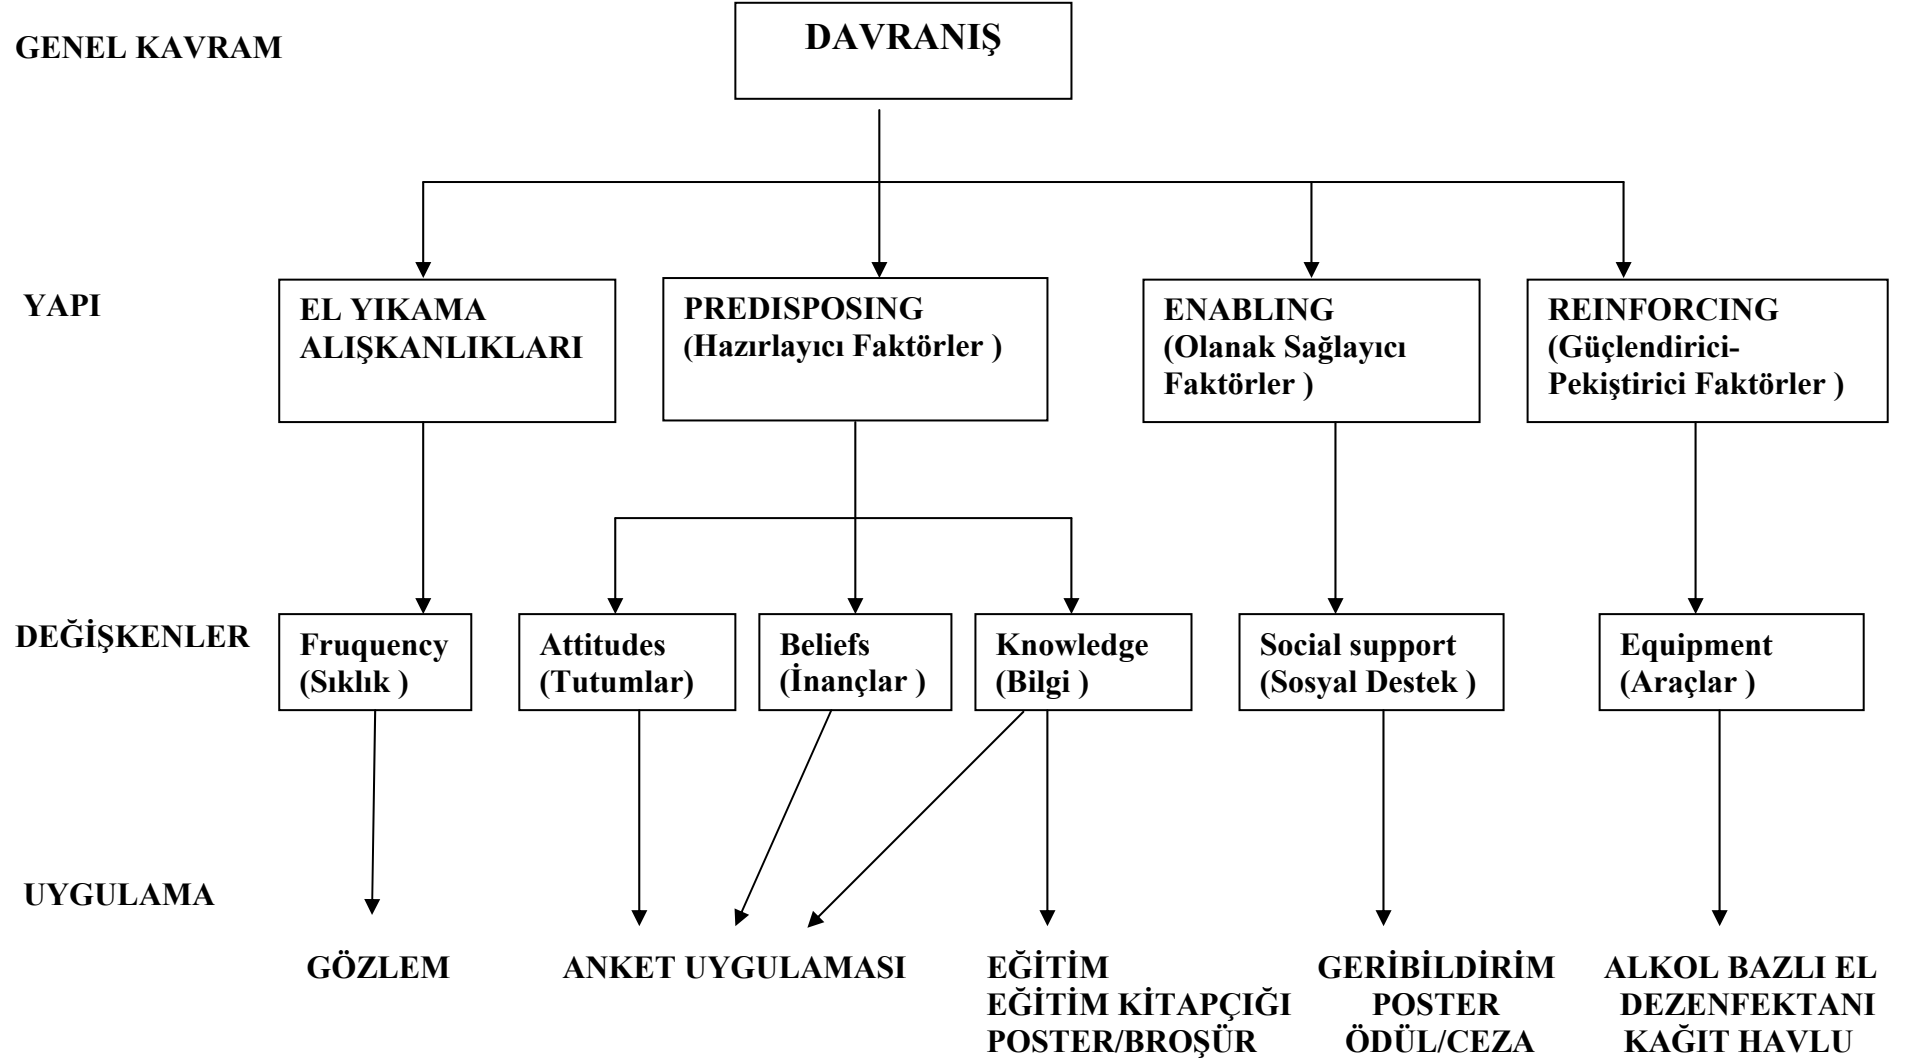 GENEL KAVRAM
DAVRANIŞ
YAPI
EL YIKAMA
ALIŞKANLIKLARI
PREDISPOSING
(Hazırlayıcı Faktörler )
ENABLING
(Olanak Sağlayıcı
Faktörler )
REINFORCING
(Güçlendirici-
Pekiştirici Faktörler )
DEĞİŞKENLER
Fruquency
(Sıklık )
Attitudes
(Tutumlar)
Beliefs
(İnançlar )
Knowledge
(Bilgi )
Social support
(Sosyal Destek )
Equipment
(Araçlar )
UYGULAMA
GÖZLEM
ANKET UYGULAMASI
EĞİTİM
EĞİTİM KİTAPÇIĞI
POSTER/BROŞÜR
GERİBİLDİRİM
POSTER
ÖDÜL/CEZA
ALKOL BAZLI EL
DEZENFEKTANI
KAĞIT HAVLU